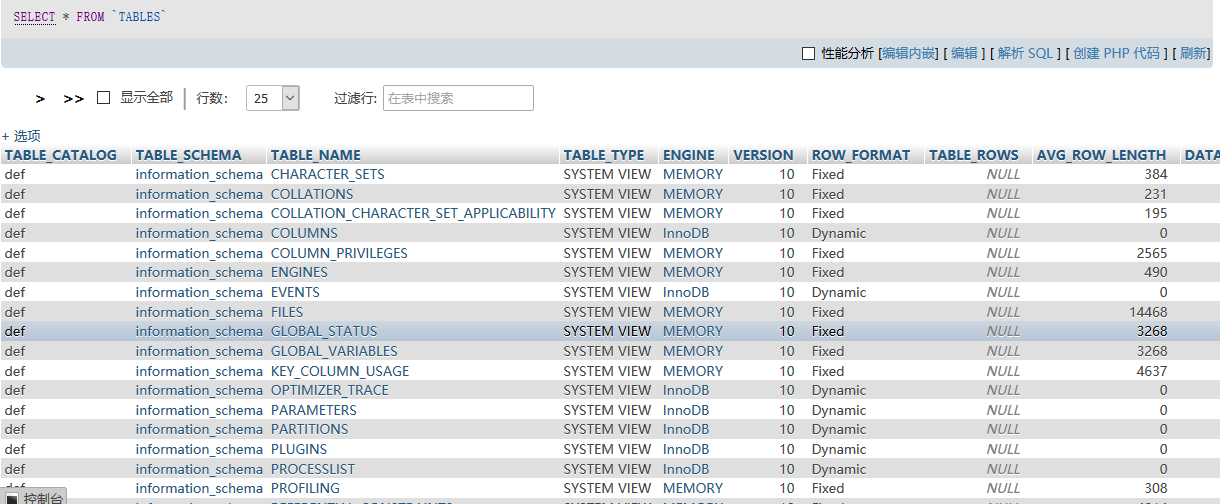 SELECT * FROM `TABLES`
性能分析 [编辑内嵌] [ 编辑 ] [ 解析 SQL ] [ 创建 PHP 代码 ] [ 刷新]
> >> 显示全部 行数: 25 过滤行: 在表中搜索
+ 选项
TABLE_CATALOG TABLE_SCHEMA TABLE_NAME TABLE_TYPE ENGINE VERSION ROW_FORMAT TABLE_ROWS AVG_ROW_LENGTH DATA
def information_schema CHARACTER_SETS SYSTEM VIEW MEMORY 10 Fixed NULL 384
def information_schema COLLATIONS SYSTEM VIEW MEMORY 10 Fixed NULL 231
def information_schema COLLATION_CHARACTER_SET_APPLICABILITY SYSTEM VIEW MEMORY 10 Fixed NULL 195
def information_schema COLUMNS SYSTEM VIEW InnoDB 10 Dynamic NULL 0
def information_schema COLUMN_PRIVILEGES SYSTEM VIEW MEMORY 10 Fixed NULL 2565
def information_schema ENGINES SYSTEM VIEW MEMORY 10 Fixed NULL 490
def information_schema EVENTS SYSTEM VIEW InnoDB 10 Dynamic NULL 0
def information_schema FILES SYSTEM VIEW MEMORY 10 Fixed NULL 14468
def information_schema GLOBAL_STATUS SYSTEM VIEW MEMORY 10 Fixed NULL 3268
def information_schema GLOBAL_VARIABLES SYSTEM VIEW MEMORY 10 Fixed NULL 3268
def information_schema KEY_COLUMN_USAGE SYSTEM VIEW MEMORY 10 Fixed NULL 4637
def information_schema OPTIMIZER_TRACE SYSTEM VIEW InnoDB 10 Dynamic NULL 0
def information_schema PARAMETERS SYSTEM VIEW InnoDB 10 Dynamic NULL 0
def information_schema PARTITIONS SYSTEM VIEW InnoDB 10 Dynamic NULL 0
def information_schema PLUGINS SYSTEM VIEW InnoDB 10 Dynamic NULL 0
def information_schema PROCESSLIST SYSTEM VIEW InnoDB 10 Dynamic NULL 0
def information_schema PROFILING SYSTEM VIEW MEMORY 10 Fixed NULL 308
控制台